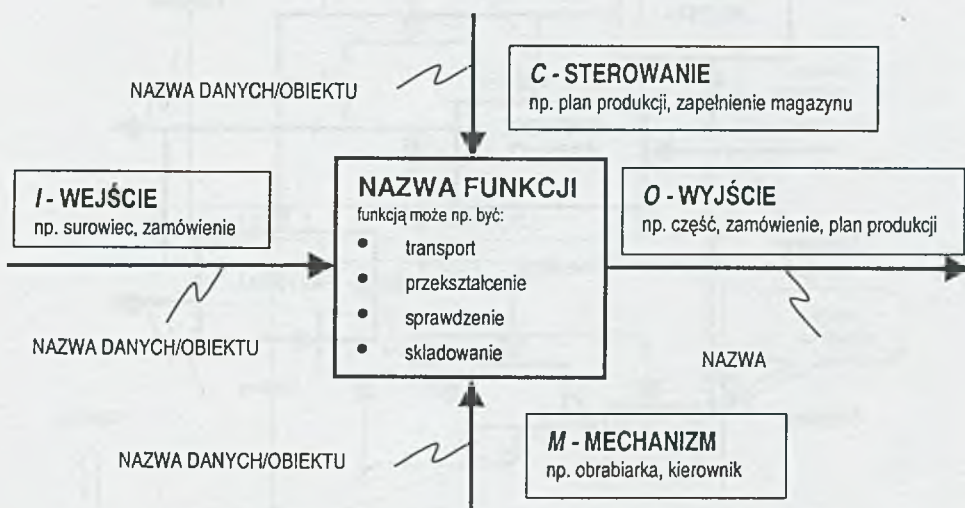 C - STEROWANIE
np. plan produkcji, zapełnienie magazynu
NAZWA DANYCH/OBIEKTU
I - WEJŚCIE
np. surowiec, zamówienie
NAZWA FUNKCJI
funkcją może np. być:
• transport
• przekształcenie
• sprawdzenie
• składowanie
O - WYJŚCIE
np. część, zamówienie, plan produkcji
NAZWA DANYCH/OBIEKTU
NAZWA
M - MECHANIZM
np. obrabiarka, kierownik
NAZWA DANYCH/OBIEKTU